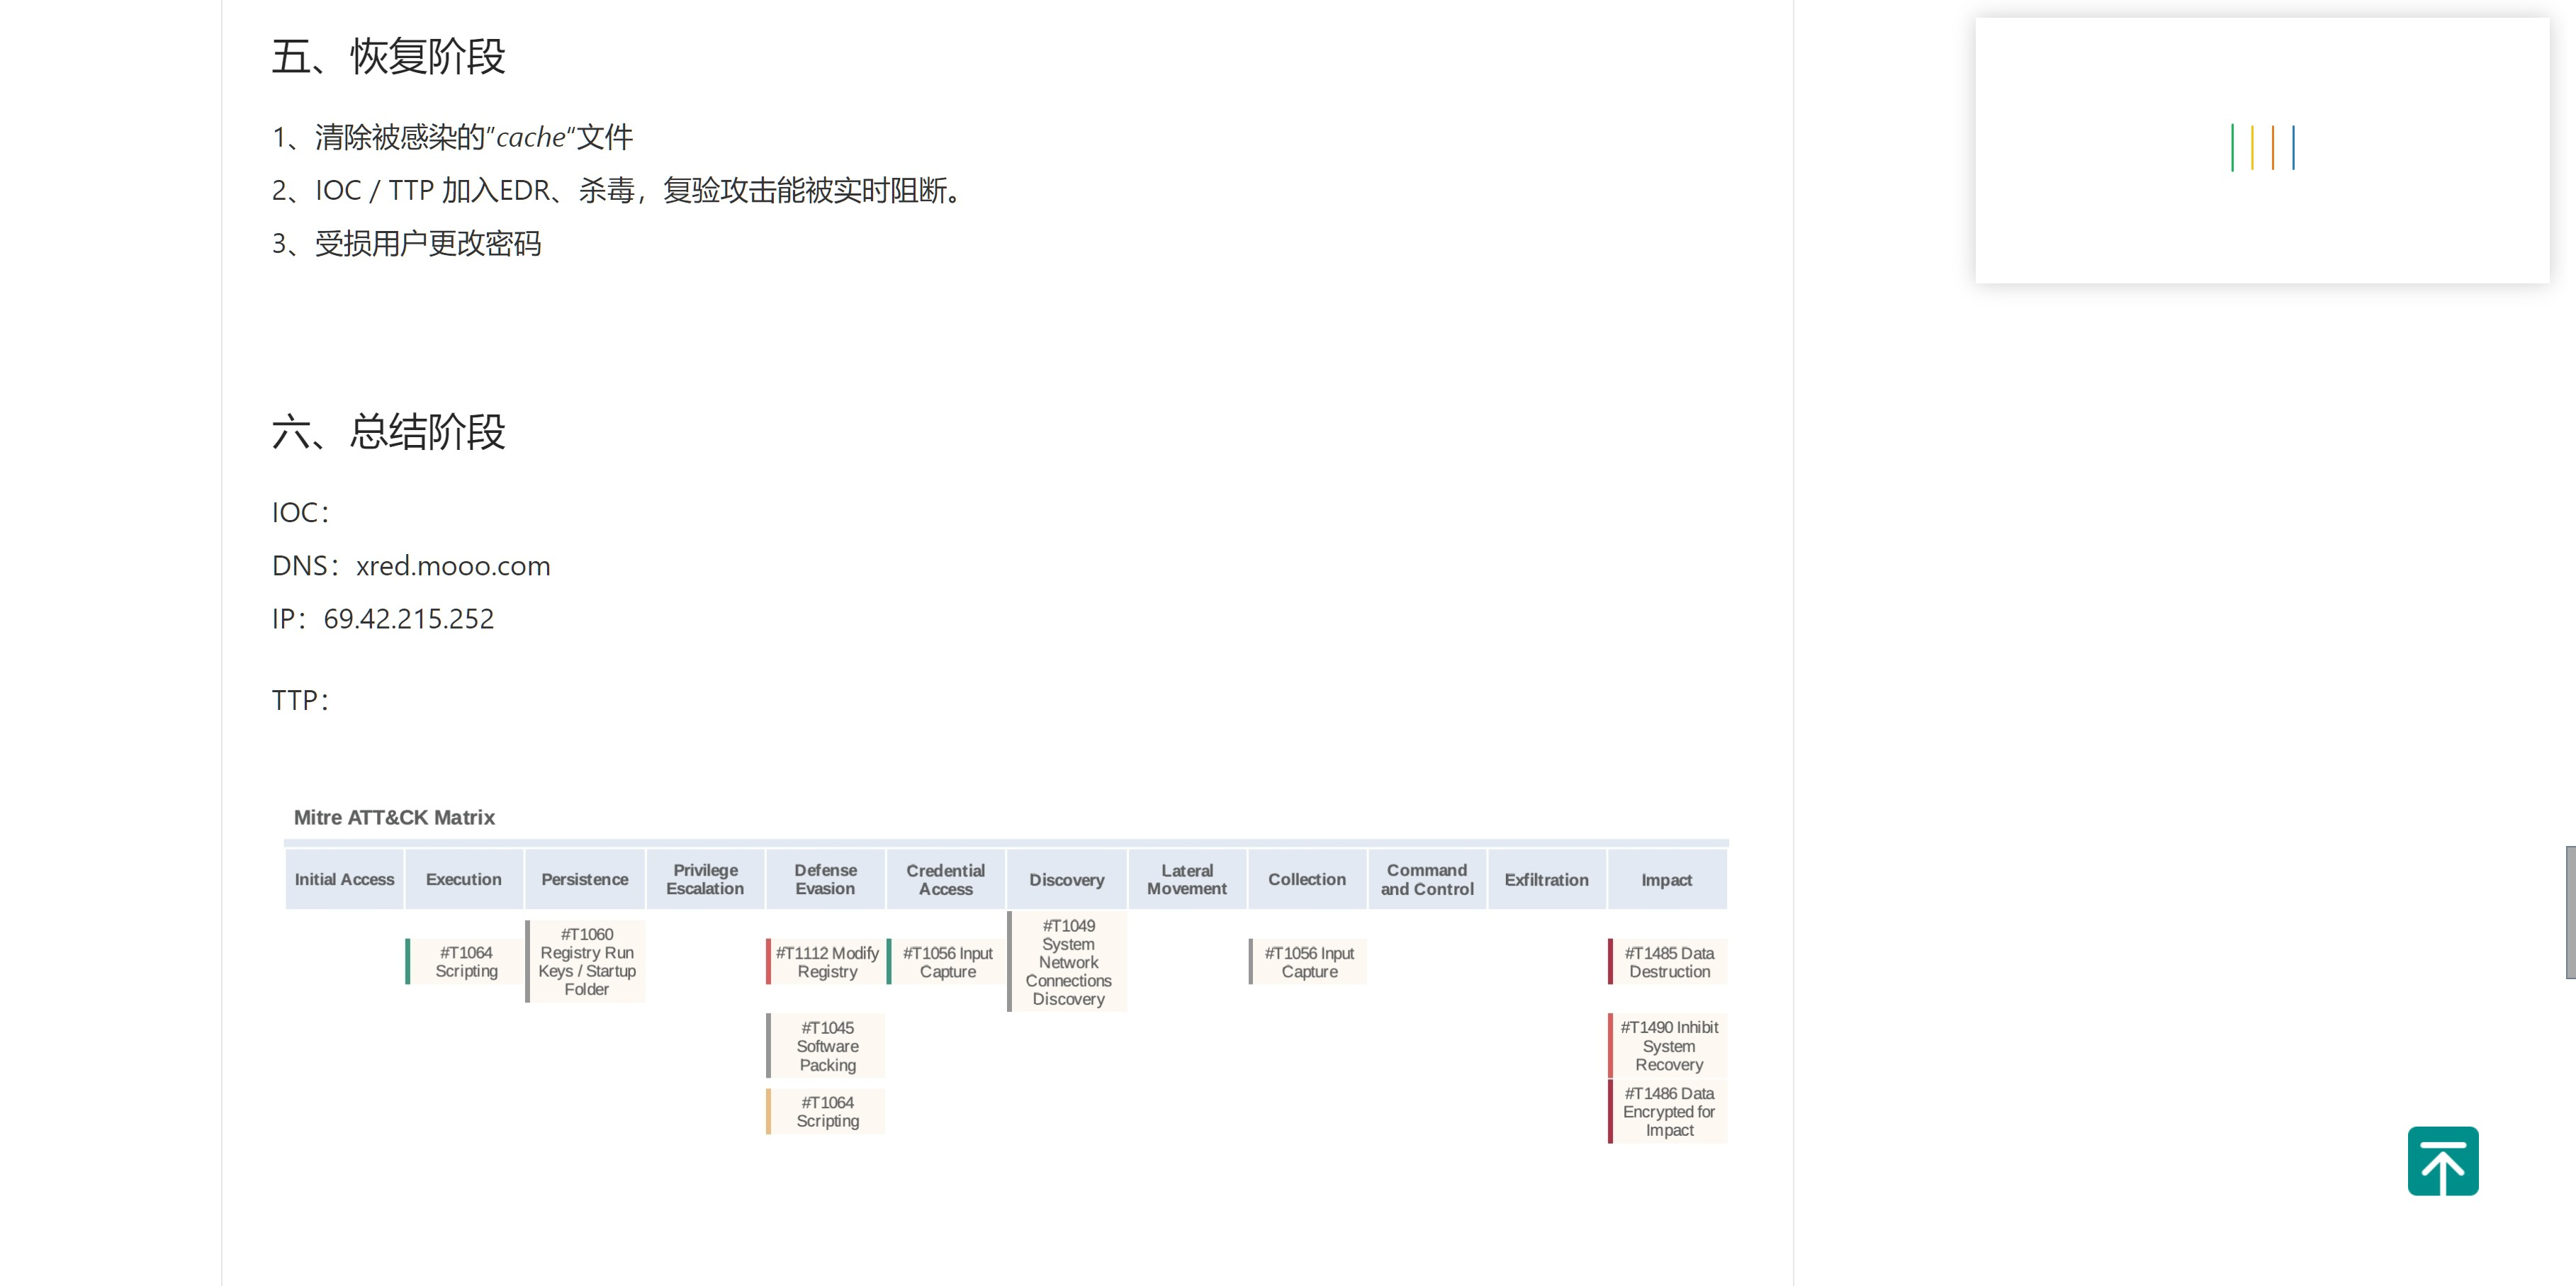 五、恢复阶段
1、清除被感染的”cache“文件
2、IOC / TTP 加入EDR、杀毒，复验攻击能被实时阻断。
3、受损用户更改密码
六、总结阶段
IOC：
DNS：xred.mooo.com
IP：69.42.215.252
TTP：
Mitre ATT&CK Matrix
Initial Access
Execution
Persistence
Privilege
Escalation
Defense
Evasion
Credential
Access
Discovery
Lateral
Movement
Collection
Command
and Control
Exfiltration
Impact
#T1064
Scripting
#T1060
Registry Run
Keys / Startup
Folder
#T1112 Modify
Registry
#T1056 Input
Capture
#T1049
System
Network
Connections
Discovery
#T1056 Input
Capture
#T1485 Data
Destruction
#T1045
Software
Packing
#T1490 Inhibit
System
Recovery
#T1064
Scripting
#T1486 Data
Encrypted for
Impact